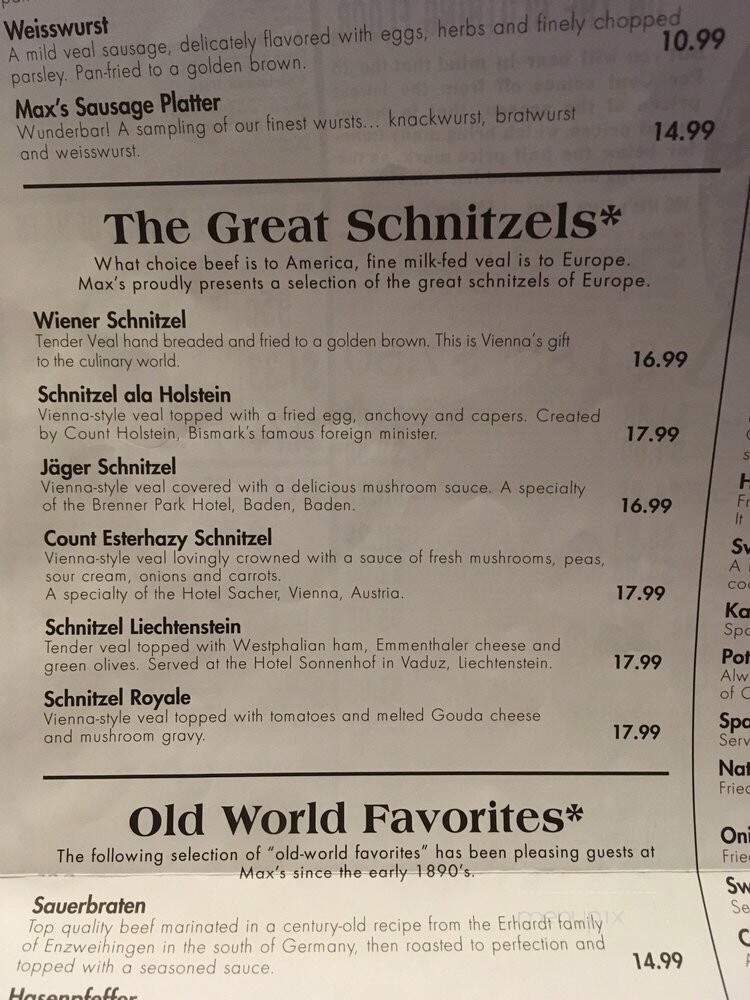 Weisswurst
A mild veal sausage, delicately flavored with eggs, herbs and finely chopped
parsley. Pan-fried to a golden brown. 10.99
Max's Sausage Platter
Wunderbar! A sampling of our finest wursts... knackwurst, bratwurst
and weisswurst. 14.99
The Great Schnitzels*
What choice beef is to America, fine milk-fed veal is to Europe.
Max's proudly presents a selection of the great schnitzels of Europe.
Wiener Schnitzel
Tender Veal hand breaded and fried to a golden brown. This is Vienna's gift
to the culinary world. 16.99
Schnitzel ala Holstein
Vienna-style veal topped with a fried egg, anchovy and capers. Created
by Count Holstein, Bismark's famous foreign minister. 17.99
Jäger Schnitzel
Vienna-style veal covered with a delicious mushroom sauce. A specialty
of the Brenner Park Hotel, Baden, Baden. 16.99
Count Esterhazy Schnitzel
Vienna-style veal lovingly crowned with a sauce of fresh mushrooms, peas,
sour cream, onions and carrots.
A specialty of the Hotel Sacher, Vienna, Austria. 17.99
Schnitzel Liechtenstein
Tender veal topped with Westphalian ham, Emmenthaler cheese and
green olives. Served at the Hotel Sonnenhof in Vaduz, Liechtenstein. 17.99
Schnitzel Royale
Vienna-style veal topped with tomatoes and melted Gouda cheese
and mushroom gravy. 17.99
Old World Favorites*
The following selection of "old-world favorites" has been pleasing guests at
Max's since the early 1890's.
Sauerbraten
Top quality beef marinated in a century-old recipe from the Erhardt family
of Enzweihingen in the south of Germany, then roasted to perfection and
topped with a seasoned sauce. 14.99
Hasenpfeffer